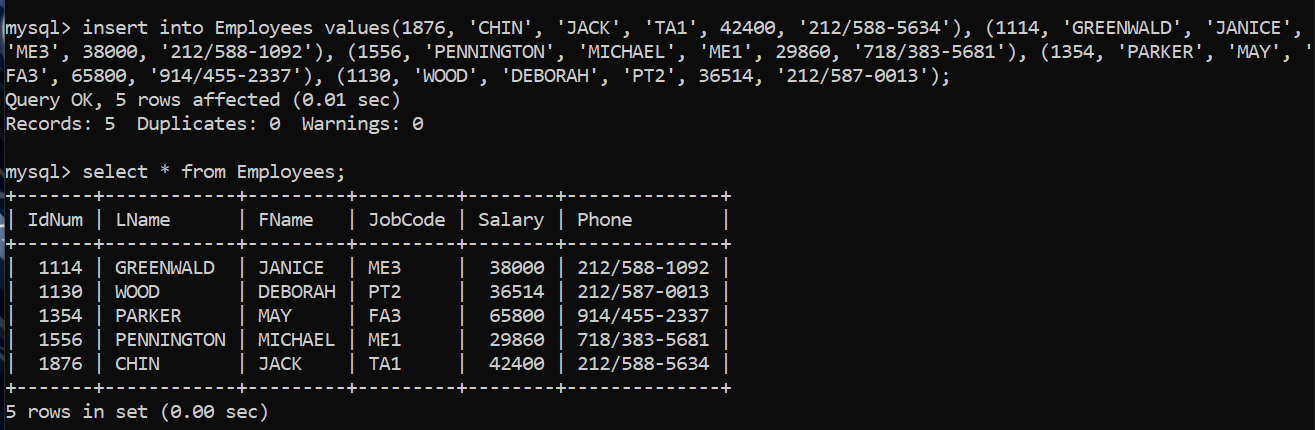 mysql> insert into Employees values(1876, 'CHIN', 'JACK', 'TA1', 42400, '212/588-5634'), (1114, 'GREENWALD', 'JANICE',
'ME3', 38000, '212/588-1092'), (1556, 'PENNINGTON', 'MICHAEL', 'ME1', 29860, '718/383-5681'), (1354, 'PARKER', 'MAY', '
FA3', 65800, '914/455-2337'), (1130, 'WOOD', 'DEBORAH', 'PT2', 36514, '212/587-0013');
Query OK, 5 rows affected (0.01 sec)
Records: 5  Duplicates: 0  Warnings: 0

mysql> select * from Employees;
+-------+------------+---------+---------+--------+--------------+
| IdNum | LName      | FName   | JobCode | Salary | Phone        |
+-------+------------+---------+---------+--------+--------------+
|  1114 | GREENWALD  | JANICE  | ME3     |  38000 | 212/588-1092 |
|  1130 | WOOD       | DEBORAH | PT2     |  36514 | 212/587-0013 |
|  1354 | PARKER     | MAY     | FA3     |  65800 | 914/455-2337 |
|  1556 | PENNINGTON | MICHAEL | ME1     |  29860 | 718/383-5681 |
|  1876 | CHIN       | JACK    | TA1     |  42400 | 212/588-5634 |
+-------+------------+---------+---------+--------+--------------+
5 rows in set (0.00 sec)